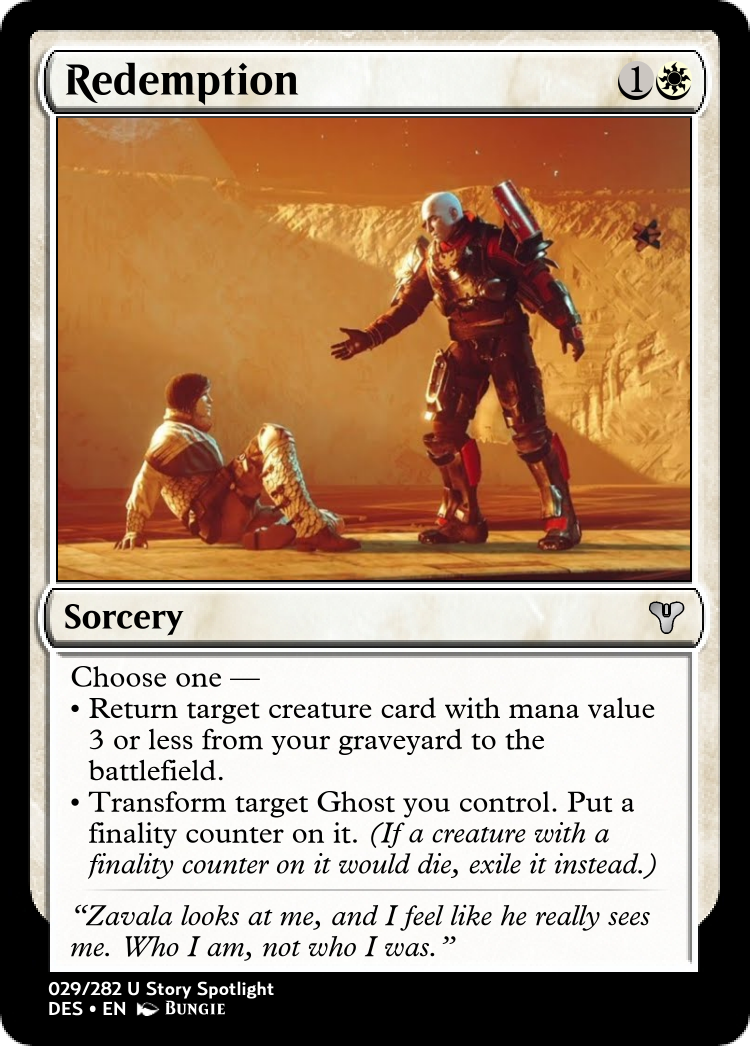 Redemption 1
Sorcery
Choose one —
• Return target creature card with mana value
3 or less from your graveyard to the
battlefield.
• Transform target Ghost you control. Put a
finality counter on it. (If a creature with a
finality counter on it would die, exile it instead.)
“Zavala looks at me, and I feel like he really sees
me. Who I am, not who I was.”
029/282 U Story Spotlight
DES • EN Bungie